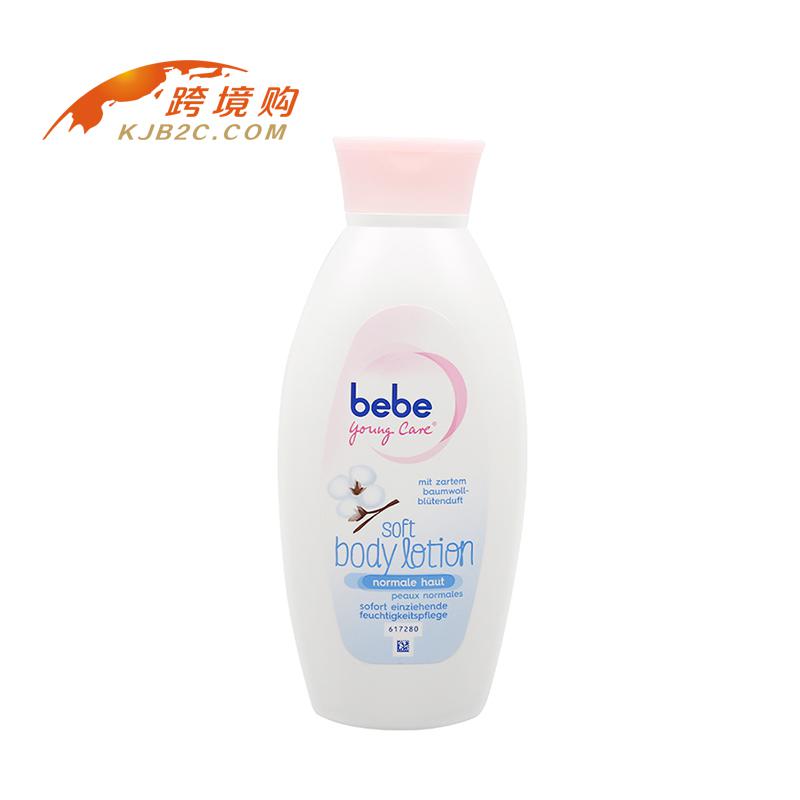 跨境购
KJB2C.COM
bebe
young Care®
mit zartem
baumwoll-
blütenduft
soft
body lotion
normale haut
peaux normales
sofort einziehende
feuchtigkeitspflege
617280